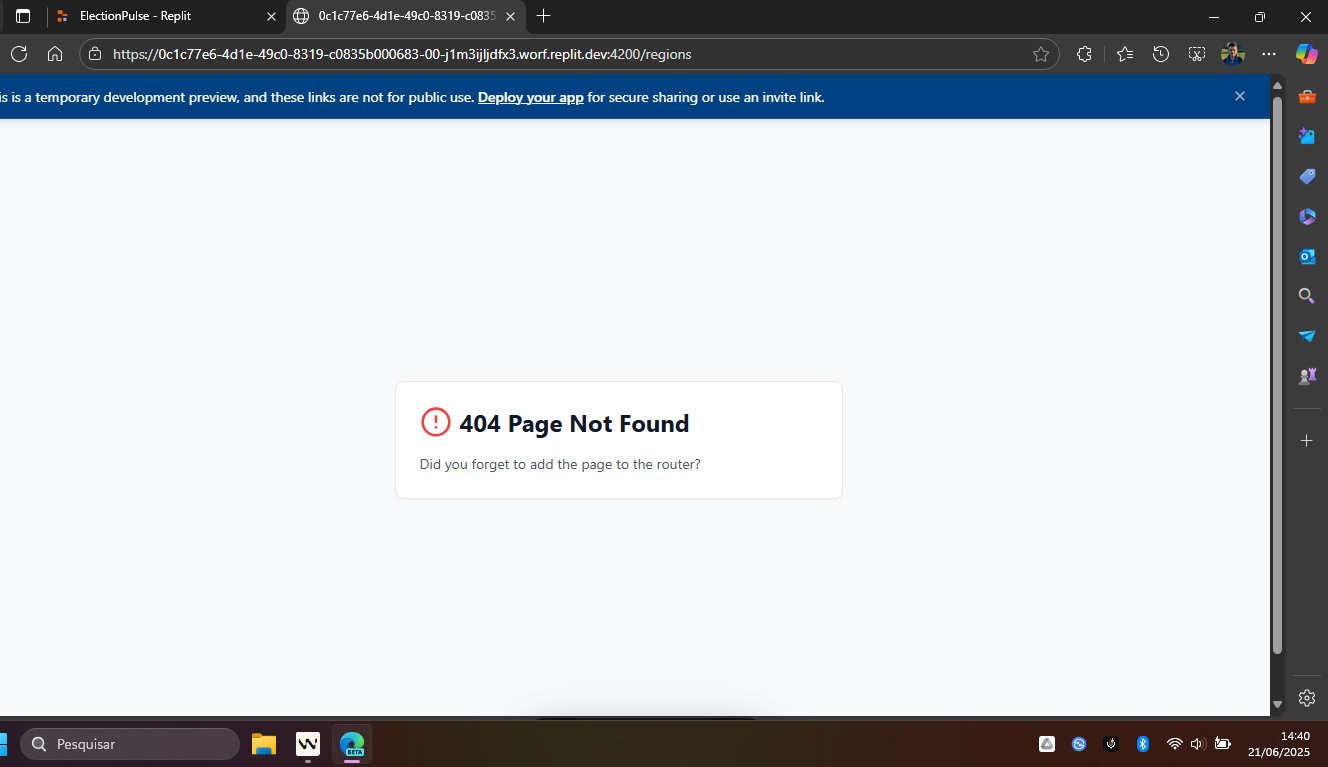 ElectionPulse - Replit
0c1c77e6-4d1e-49c0-8319-c0835
https://0c1c77e6-4d1e-49c0-8319-c0835b000683-00-j1m3ijljdfx3.worf.replit.dev:4200/regions
is is a temporary development preview, and these links are not for public use. Deploy your app for secure sharing or use an invite link.
404 Page Not Found
Did you forget to add the page to the router?
Pesquisar
BETA
14:40
21/06/2025